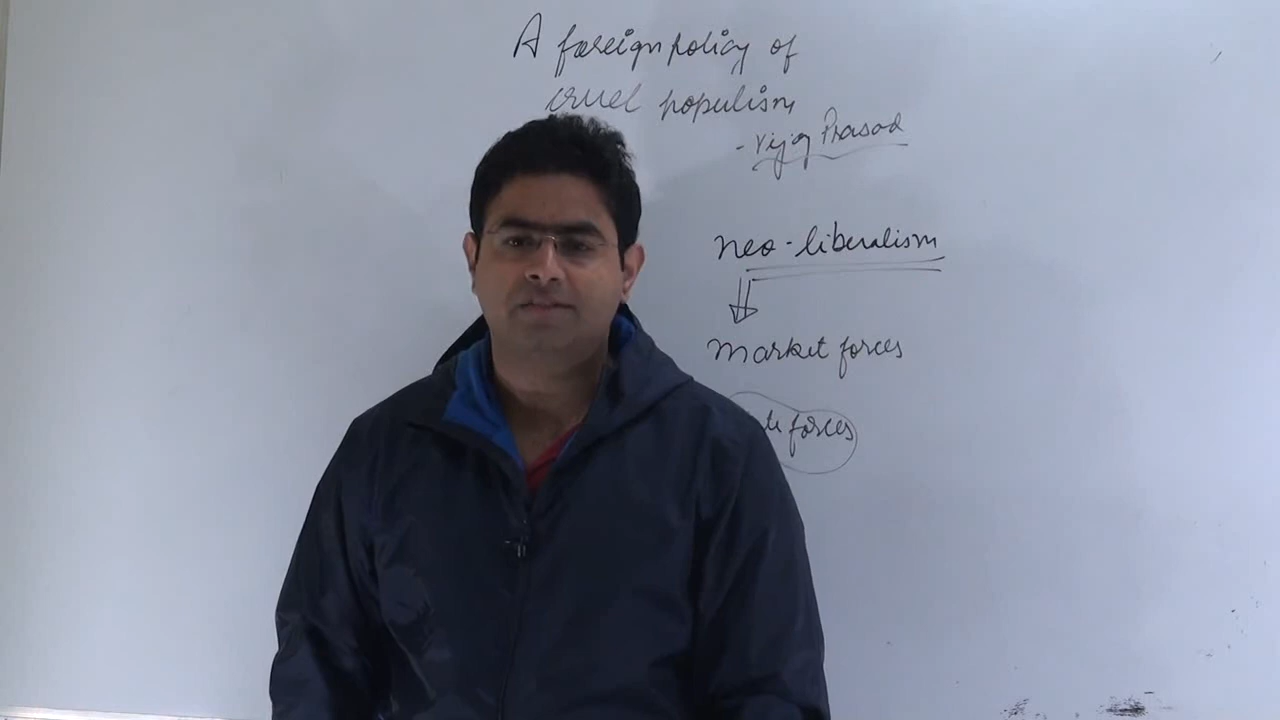 A foreign policy of
cruel populism
- Vijay Prasad
neo-liberalism
Market forces
forces